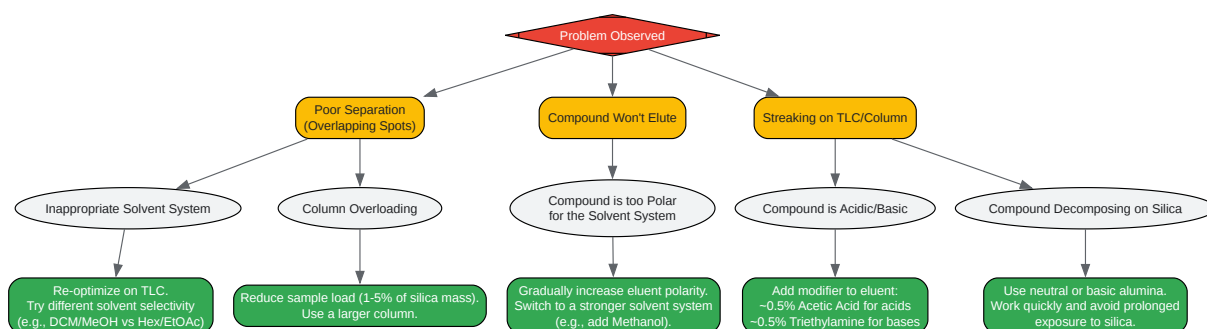 Problem Observed
Poor Separation
(Overlapping Spots)
Compound Won't Elute
Streaking on TLC/Column
Inappropriate Solvent System
Column Overloading
Compound is too Polar
for the Solvent System
Compound is Acidic/Basic
Compound Decomposing on Silica
Re-optimize on TLC.
Try different solvent selectivity
(e.g., DCM/MeOH vs Hex/EtOAc)
Reduce sample load (1-5% of silica mass).
Use a larger column.
Gradually increase eluent polarity.
Switch to a stronger solvent system
(e.g., add Methanol).
Add modifier to eluent:
~0.5% Acetic Acid for acids
~0.5% Triethylamine for bases
Use neutral or basic alumina.
Work quickly and avoid prolonged
exposure to silica.